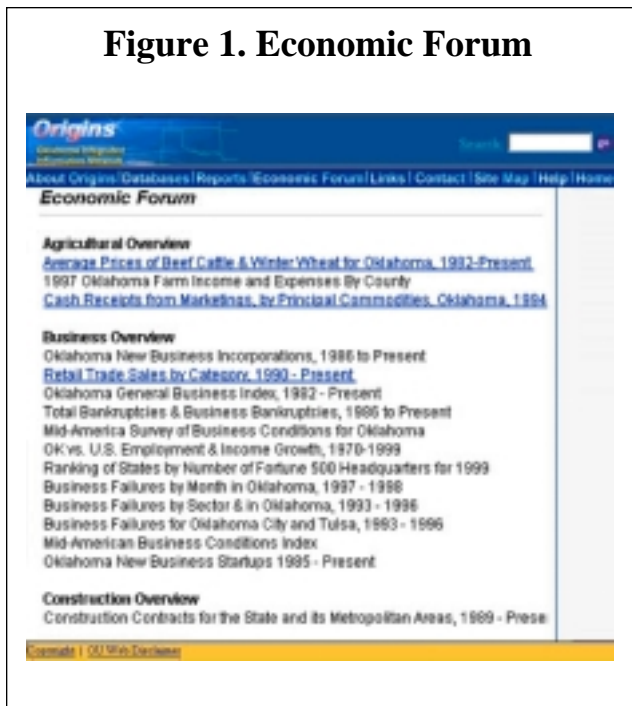 Figure 1. Economic Forum
Origins
Oklahoma Integrated
Information Network
Search
About Origins|Databases|Reports|Economic Forum|Links| Contact |Site Map |Help |Home
Economic Forum
Agricultural Overview
Average Prices of Beef Cattle & Winter Wheat for Oklahoma, 1982-Present
1997 Oklahoma Farm Income and Expenses By County
Cash Receipts from Marketings, by Principal Commodities, Oklahoma, 1994
Business Overview
Oklahoma New Business Incorporations, 1986 to Present
Retail Trade Sales by Category, 1990 - Present
Oklahoma General Business Index, 1982 - Present
Total Bankruptcies & Business Bankruptcies, 1986 to Present
Mid-America Survey of Business Conditions for Oklahoma
OK vs. U.S. Employment & Income Growth, 1970-1999
Ranking of States by Number of Fortune 500 Headquarters for 1999
Business Failures by Month in Oklahoma, 1997 - 1998
Business Failures by Sector & in Oklahoma, 1993 - 1996
Business Failures for Oklahoma City and Tulsa, 1993 - 1996
Mid-American Business Conditions Index
Oklahoma New Business Startups 1985 - Present
Construction Overview
Construction Contracts for the State and its Metropolitan Areas, 1989 - Prese
Copyright | OU Web Disclaimer